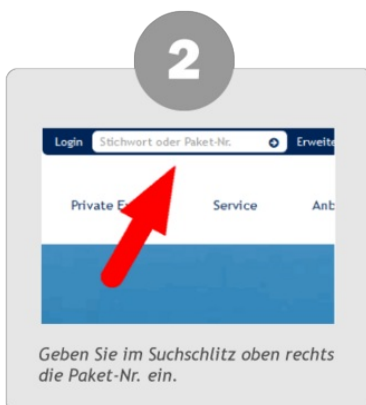 2
Login Stichwort oder Paket-Nr. Erweite
Private E Service Anb
Geben Sie im Suchschlitz oben rechts
die Paket-Nr. ein.